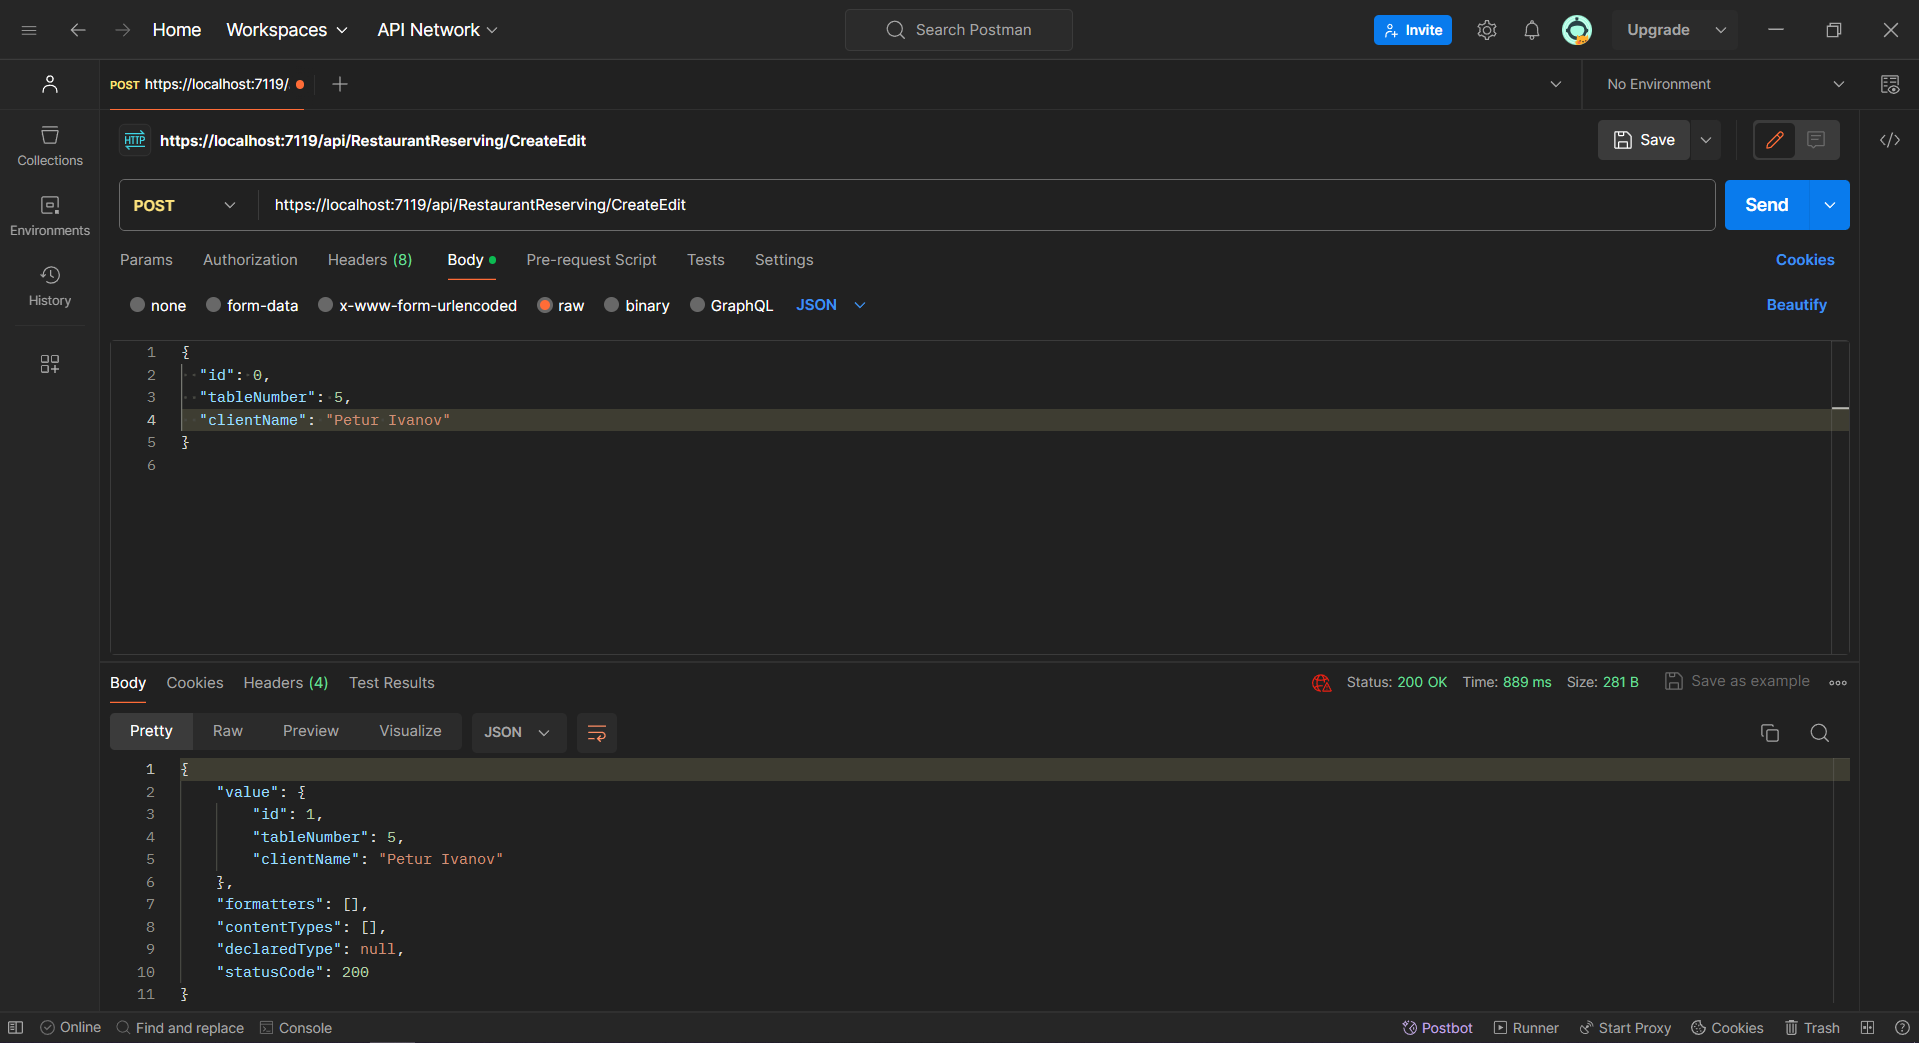 Home Workspaces API Network Search Postman Invite Upgrade
POST https://localhost:7119/ No Environment
HTTP https://localhost:7119/api/RestaurantReserving/CreateEdit Save
Collections
POST https://localhost:7119/api/RestaurantReserving/CreateEdit Send
Environments
Params Authorization Headers (8) Body Pre-request Script Tests Settings Cookies
History
none form-data x-www-form-urlencoded raw binary GraphQL JSON Beautify
1 {
2 "id": 0,
3 "tableNumber": 5,
4 "clientName": "Petur Ivanov"
5 }
6
Body Cookies Headers (4) Test Results Status: 200 OK Time: 889 ms Size: 281 B Save as example
Pretty Raw Preview Visualize JSON
1 {
2 "value": {
3 "id": 1,
4 "tableNumber": 5,
5 "clientName": "Petur Ivanov"
6 },
7 "formatters": [],
8 "contentTypes": [],
9 "declaredType": null,
10 "statusCode": 200
11 }
Online Find and replace Console Postbot Runner Start Proxy Cookies Trash